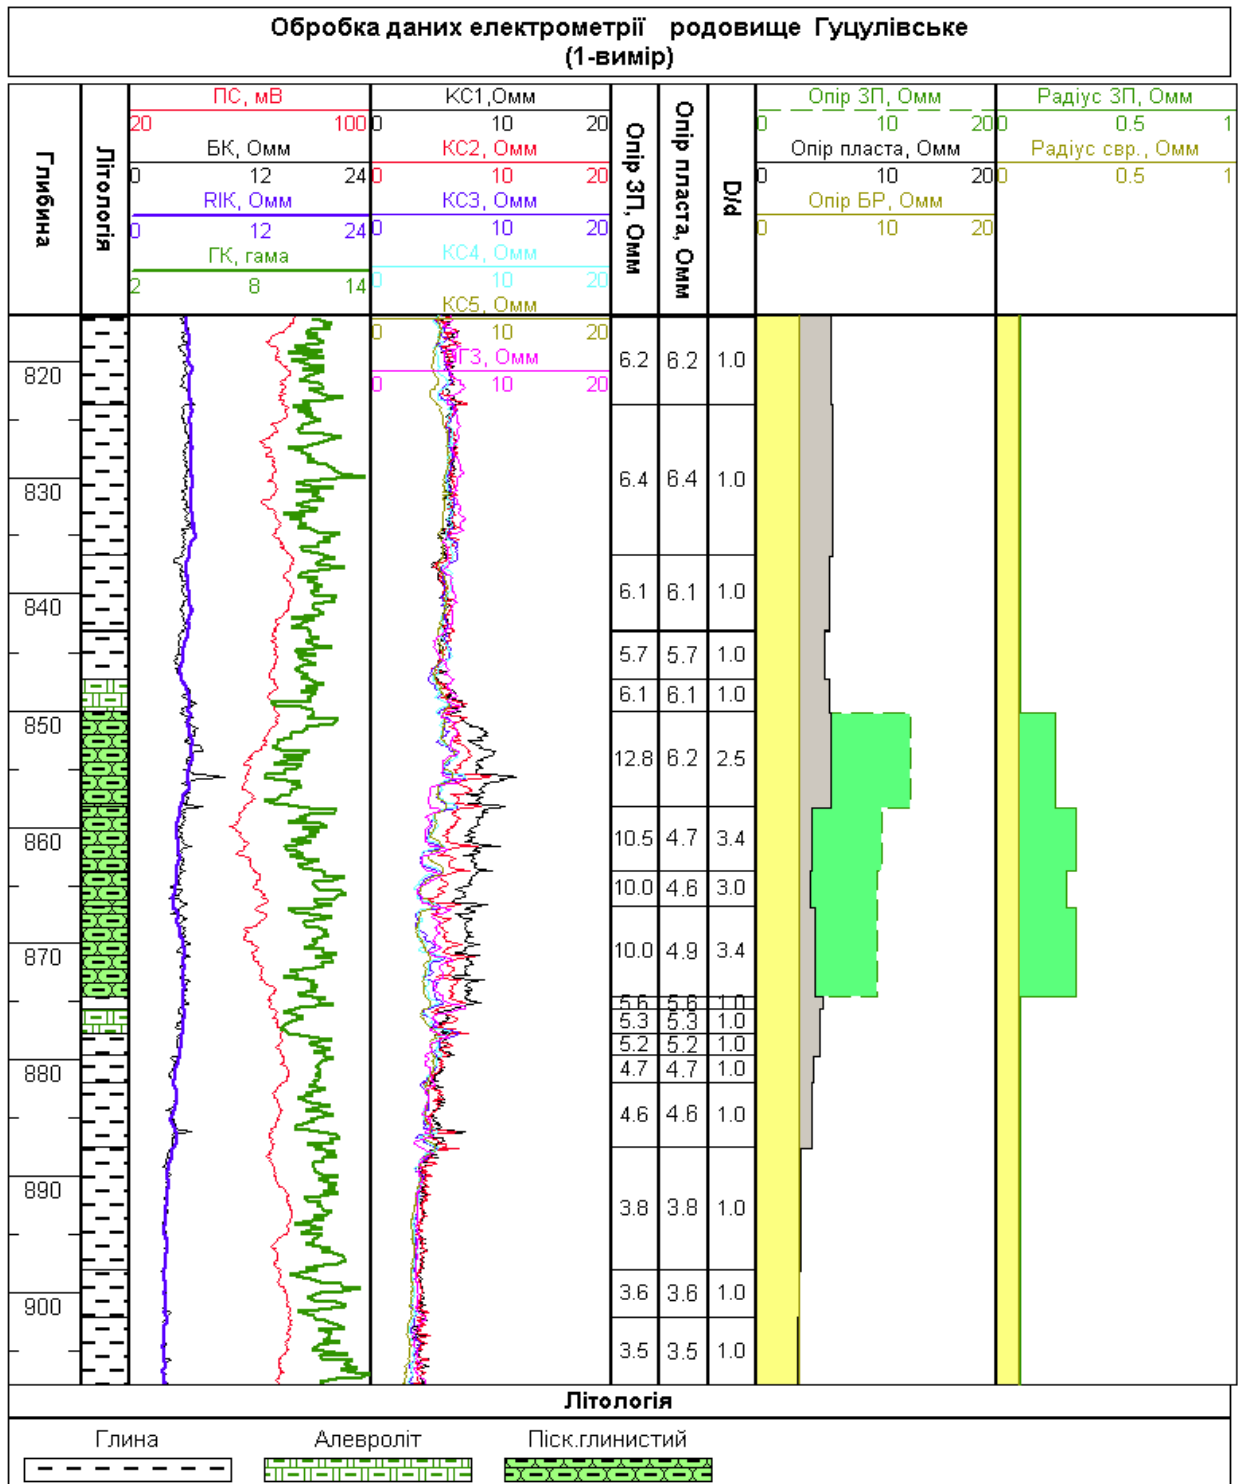 Обробка даних електрометрії родовище Гуцулівське
(1-вимір)
Глибина
Літологія
ПС, мВ
20 100
БК, Омм
0 12 24
RIK, Омм
0 12 24
ГК, гама
2 8 14
КС1,Омм
0 10 20
КС2, Омм
0 10 20
КС3, Омм
0 10 20
КС4, Омм
0 10 20
КС5, Омм
0 10 20
ПГЗ, Омм
0 10 20
Опір ЗП, Омм
Опір пласта, Омм
D/d
Опір ЗП, Омм
0 10 20
Опір пласта, Омм
0 10 20
Опір БР, Омм
0 10 20
Радіус ЗП, Омм
0 0.5 1
Радіус свр., Омм
0 0.5 1
820
830
840
850
860
870
880
890
900
6.2 6.2 1.0
6.4 6.4 1.0
6.1 6.1 1.0
5.7 5.7 1.0
6.1 6.1 1.0
12.8 6.2 2.5
10.5 4.7 3.4
10.0 4.6 3.0
10.0 4.9 3.4
5.6 5.6 1.0
5.3 5.3 1.0
5.2 5.2 1.0
4.7 4.7 1.0
4.6 4.6 1.0
3.8 3.8 1.0
3.6 3.6 1.0
3.5 3.5 1.0
Літологія
Глина Алевроліт Піск.глинистий